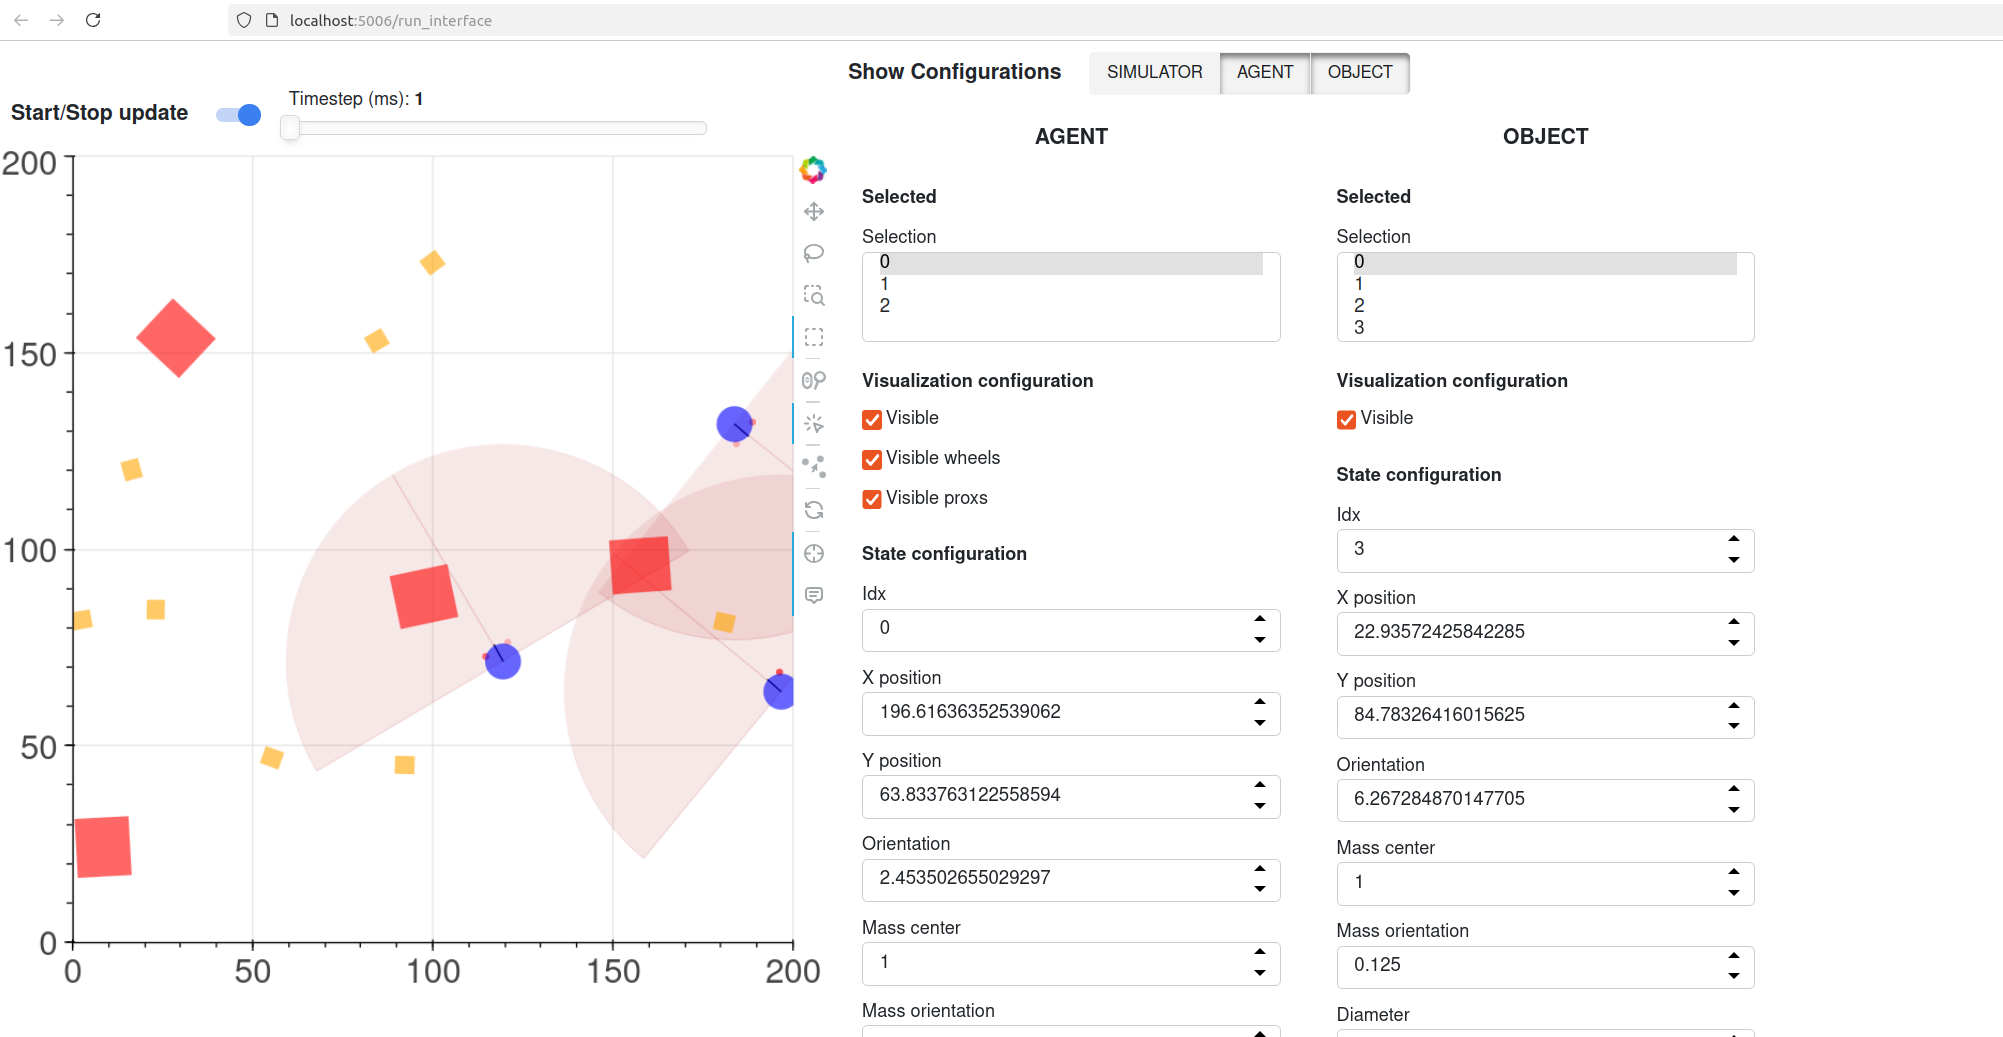 localhost:5006/run_interface
Show Configurations
SIMULATOR AGENT OBJECT
Start/Stop update
Timestep (ms): 1
200
150
100
50
0
0 50 100 150 200
AGENT
Selected
Selection
0
1
2
Visualization configuration
Visible
Visible wheels
Visible proxs
State configuration
Idx
0
X position
196.61636352539062
Y position
63.833763122558594
Orientation
2.453502655029297
Mass center
1
Mass orientation
OBJECT
Selected
Selection
0
1
2
3
Visualization configuration
Visible
State configuration
Idx
3
X position
22.93572425842285
Y position
84.78326416015625
Orientation
6.267284870147705
Mass center
1
Mass orientation
0.125
Diameter